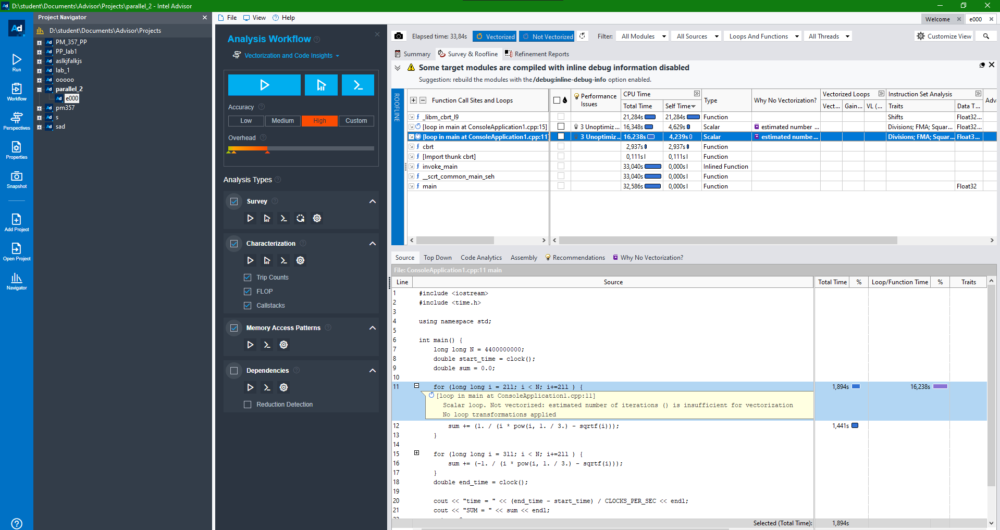 D:\student\Documents\Advisor\Projects\parallel_2 - Intel Advisor
Project Navigator
D:\student\Documents\Advisor\Projects
PM_357_PP
PP_lab1
aslkjfalkjs
lab_1
ooooo
parallel_2
e000
pm357
s
sad
Ad
Run
Workflow
Perspectives
Properties
Snapshot
Add Project
Open Project
Navigator
File View Help
Welcome e000
Analysis Workflow
Vectorization and Code Insights
Accuracy
Low Medium High Custom
Overhead
Analysis Types
Survey
Characterization
Trip Counts
FLOP
Callstacks
Memory Access Patterns
Dependencies
Reduction Detection
Elapsed time: 33,84s Vectorized Not Vectorized Filter: All Modules All Sources Loops And Functions All Threads Customize View
Summary Survey & Roofline Refinement Reports
Some target modules are compiled with inline debug information disabled
Suggestion: rebuild the modules with the /debug:inline-debug-info option enabled.
ROOFLINE
Function Call Sites and Loops Performance Issues CPU Time Type Why No Vectorization? Vectorized Loops Instruction Set Analysis Adv
Total Time Self Time Vect... Gain... VL (... Traits Data T...
_libm_cbrt_l9 21,284s 21,284s Function Shifts Float32...
[loop in main at ConsoleApplication1.cpp:15] 3 Unoptimiz ... 16,348s 4,629s Scalar estimated number ... Divisions; FMA; Squar... Float32...
[loop in main at ConsoleApplication1.cpp:11] 3 Unoptimiz ... 16,238s 4,239s Scalar estimated numbe... Divisions; FMA; Squar... Float3...
cbrt 2,937s 2,937s Function
[Import thunk cbrt] 0,111s 0,111s Function
invoke_main 33,040s 0,000s Inlined Function
__scrt_common_main_seh 33,040s 0,000s Function
main 32,586s 0,000s Function Float32
Source Top Down Code Analytics Assembly Recommendations Why No Vectorization?
File: ConsoleApplication1.cpp:11 main
Line Source Total Time % Loop/Function Time % Traits
1 #include <iostream>
2 #include <time.h>
3
4 using namespace std;
5
6 int main() {
7 long long N = 4400000000;
8 double start_time = clock();
9 double sum = 0.0;
10
11 for (long long i = 2ll; i < N; i+=2ll ) { 1,894s 16,238s
[loop in main at ConsoleApplication1.cpp:11]
Scalar loop. Not vectorized: estimated number of iterations () is insufficient for vectorization
No loop transformations applied
12 sum += (1. / (i * pow(i, 1. / 3.) - sqrtf(i))); 1,441s
13 }
14
15 for (long long i = 3ll; i < N; i+=2ll ) {
16 sum += (-1. / (i * pow(i, 1. / 3.) - sqrtf(i)));
17 }
18 double end_time = clock();
19
20 cout << "time = " << (end_time - start_time) / CLOCKS_PER_SEC << endl;
21 cout << "SUM = " << sum << endl;
Selected (Total Time): 1,894s